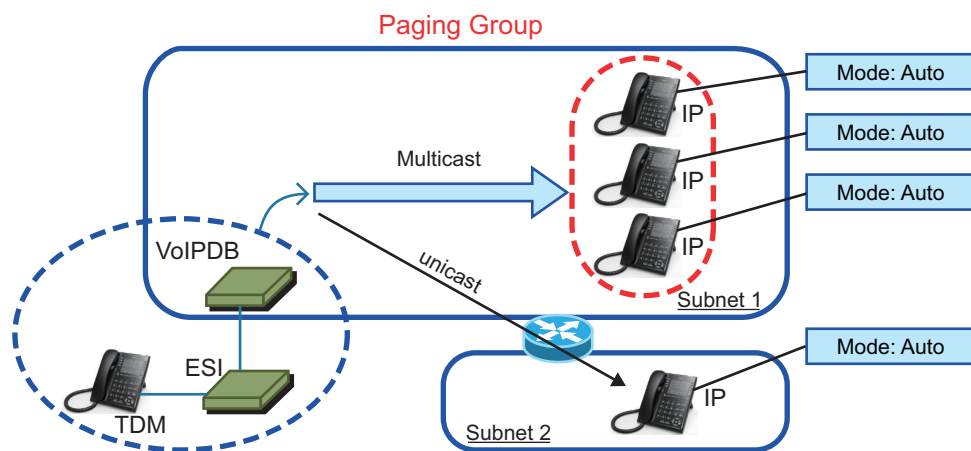 Paging Group
Mode: Auto
IP
Mode: Auto
Multicast
IP
Mode: Auto
IP
VoIPDB
unicast
Subnet 1
Mode: Auto
ESI
IP
TDM
Subnet 2